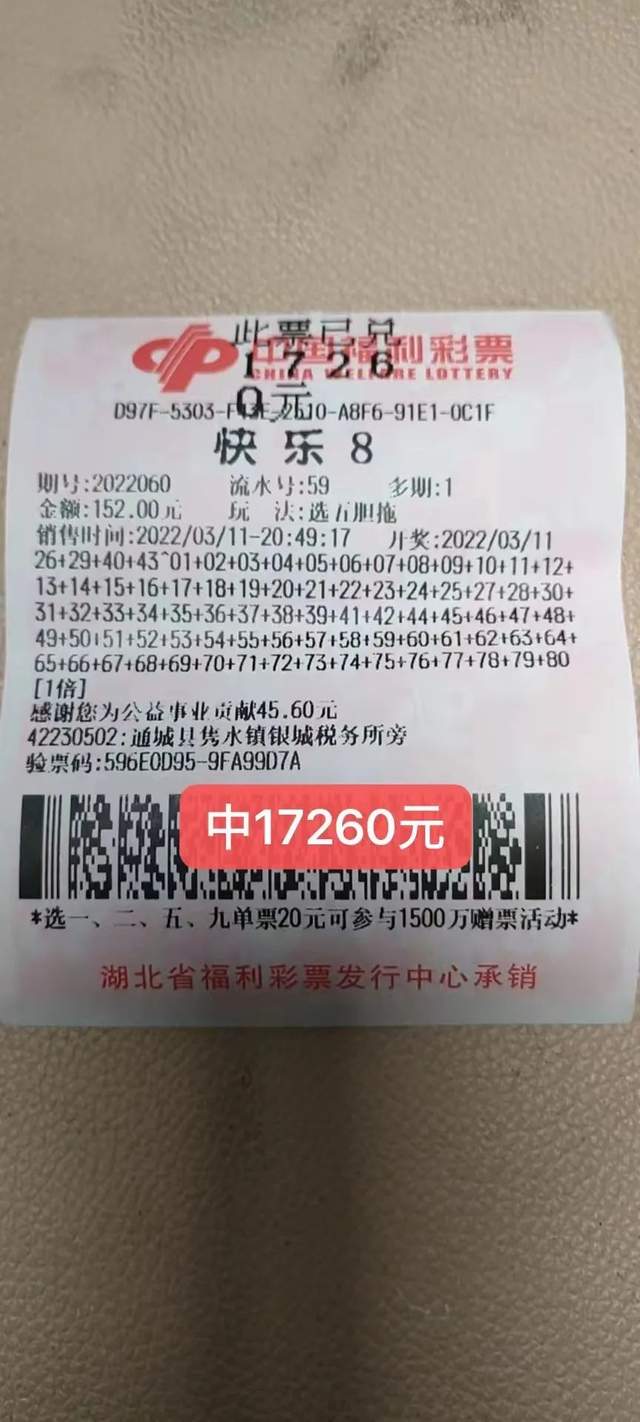 此票已兑
中国福利彩票
1726
CHINA WELFARE LOTTERY
0元
D97F-5303-F43E-2510-A8F6-91E1-0C1F
快乐8
期号:2022060 流水号:59 多期:1
金额:152.00元 玩 法:选五胆拖
销售时间:2022/03/11-20:49:17 开奖:2022/03/11
26+29+40+43^01+02+03+04+05+06+07+08+09+10+11+12+
13+14+15+16+17+18+19+20+21+22+23+24+25+27+28+30+
31+32+33+34+35+36+37+38+39+41+42+44+45+46+47+48+
49+50+51+52+53+54+55+56+57+58+59+60+61+62+63+64+
65+66+67+68+69+70+71+72+73+74+75+76+77+78+79+80
[1倍]
感谢您为公益事业贡献45.60元
42230502:通城县隽水镇银城税务所旁
验票码:596E0D95-9FA99D7A
中17260元
*选一、二、五、九单票20元可参与1500万赠票活动*
湖北省福利彩票发行中心承销